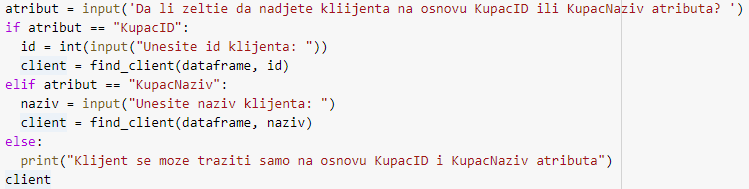 atribut = input('Da li zeltie da nadjete kliijenta na osnovu KupacID ili KupacNaziv atributa? ')
if atribut == "KupacID":
  id = int(input("Unesite id klijenta: "))
  client = find_client(dataframe, id)
elif atribut == "KupacNaziv":
  naziv = input("Unesite naziv klijenta: ")
  client = find_client(dataframe, naziv)
else:
  print("Klijent se moze traziti samo na osnovu KupacID i KupacNaziv atributa")
client